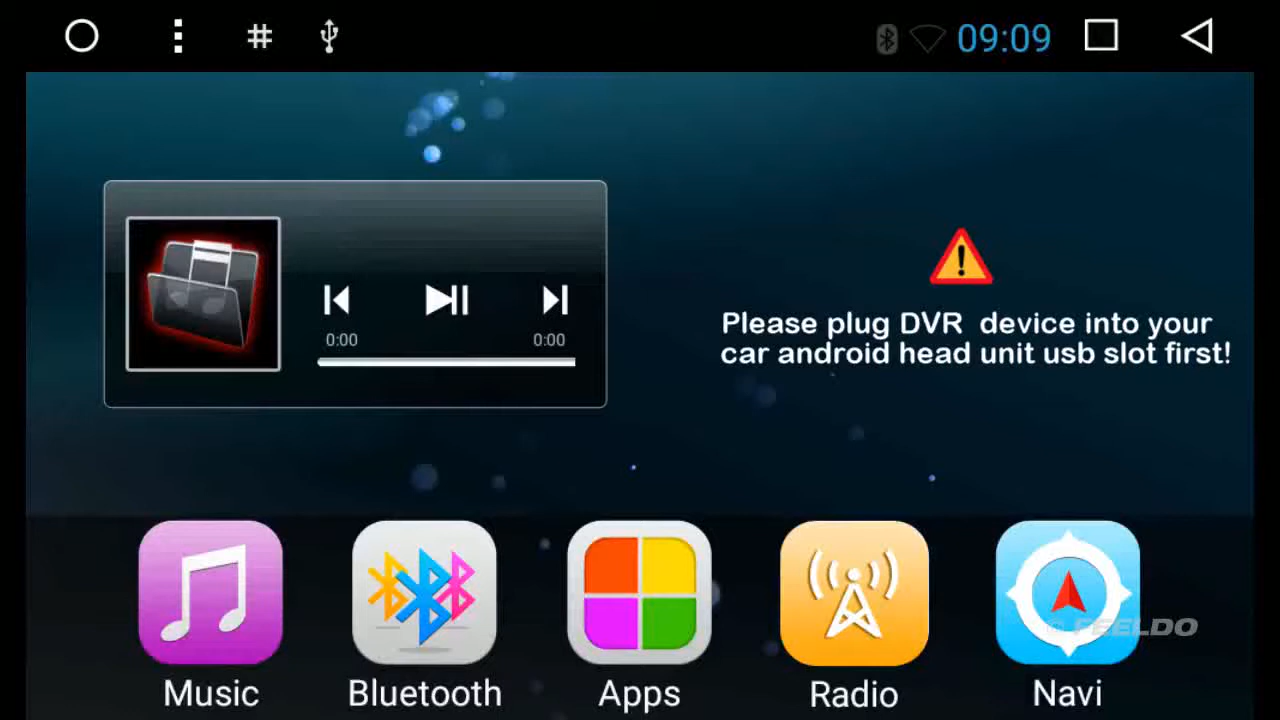 09:09
0:00
0:00
Please plug DVR device into your
car android head unit usb slot first!
FEELDO
Music
Bluetooth
Apps
Radio
Navi